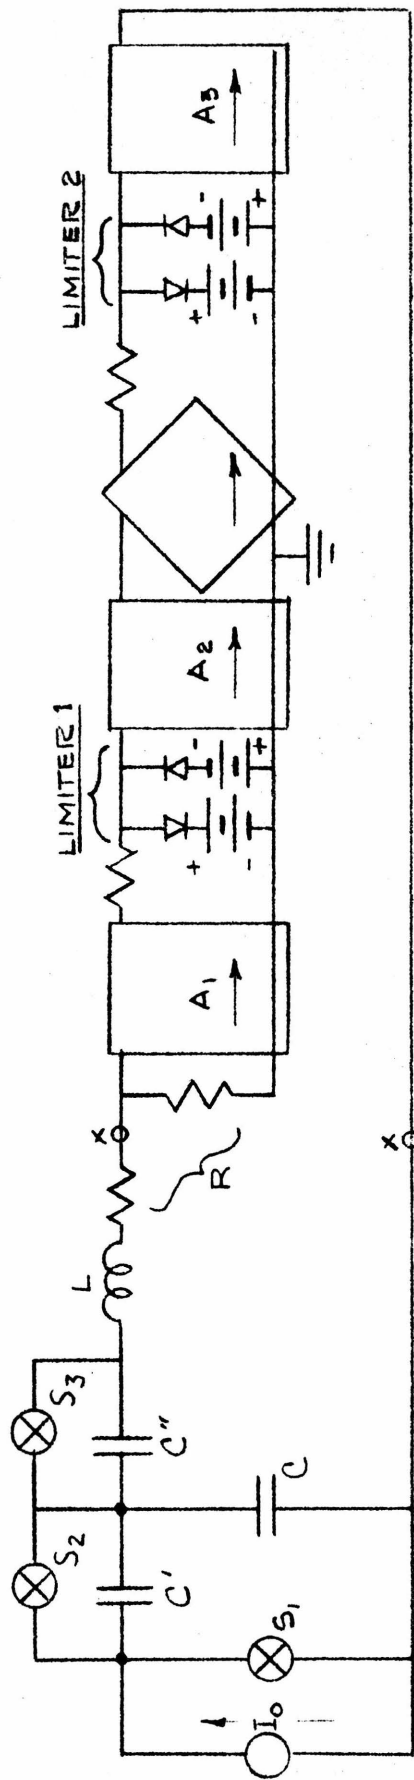 LIMITER 1
LIMITER 2
S₂
S₃
L
x
A₁
+
-
A₂
+
-
A₃
C'
C"
R
-
+
-
+
I₀
S₁
C
x